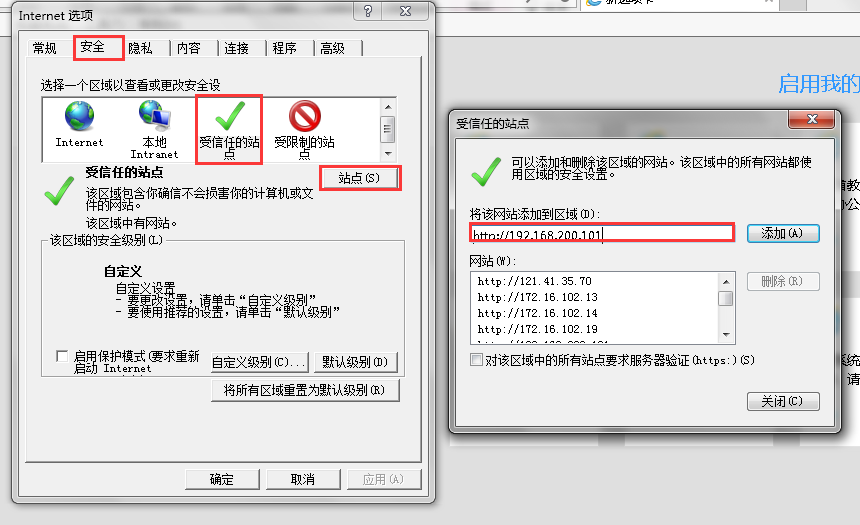 Internet 选项
常规
安全
隐私
内容
连接
程序
高级
选择一个区域以查看或更改安全设
Internet
本地
Intranet
受信任的站
点
受限制的站
点
受信任的站点
站点(S)
该区域包含你确信不会损害你的计算机或文
件的网站。
该区域中有网站。
该区域的安全级别(L)
自定义
自定义设置
- 要更改设置，请单击“自定义级别”
- 要使用推荐的设置，请单击“默认级别”
启用保护模式(要求重新
启动 Internet
自定义级别(C)...
默认级别(D)
将所有区域重置为默认级别(R)
确定
取消
应用(A)
启用我的
受信任的站点
可以添加和删除该区域的网站。该区域中的所有网站都使
用区域的安全设置。
将该网站添加到区域(D):
http://192.168.200.101
添加(A)
网站(W):
http://121.41.35.70
http://172.16.102.13
http://172.16.102.14
http://172.16.102.19
删除(R)
对该区域中的所有站点要求服务器验证(https:)(S)
关闭(C)
系统
请